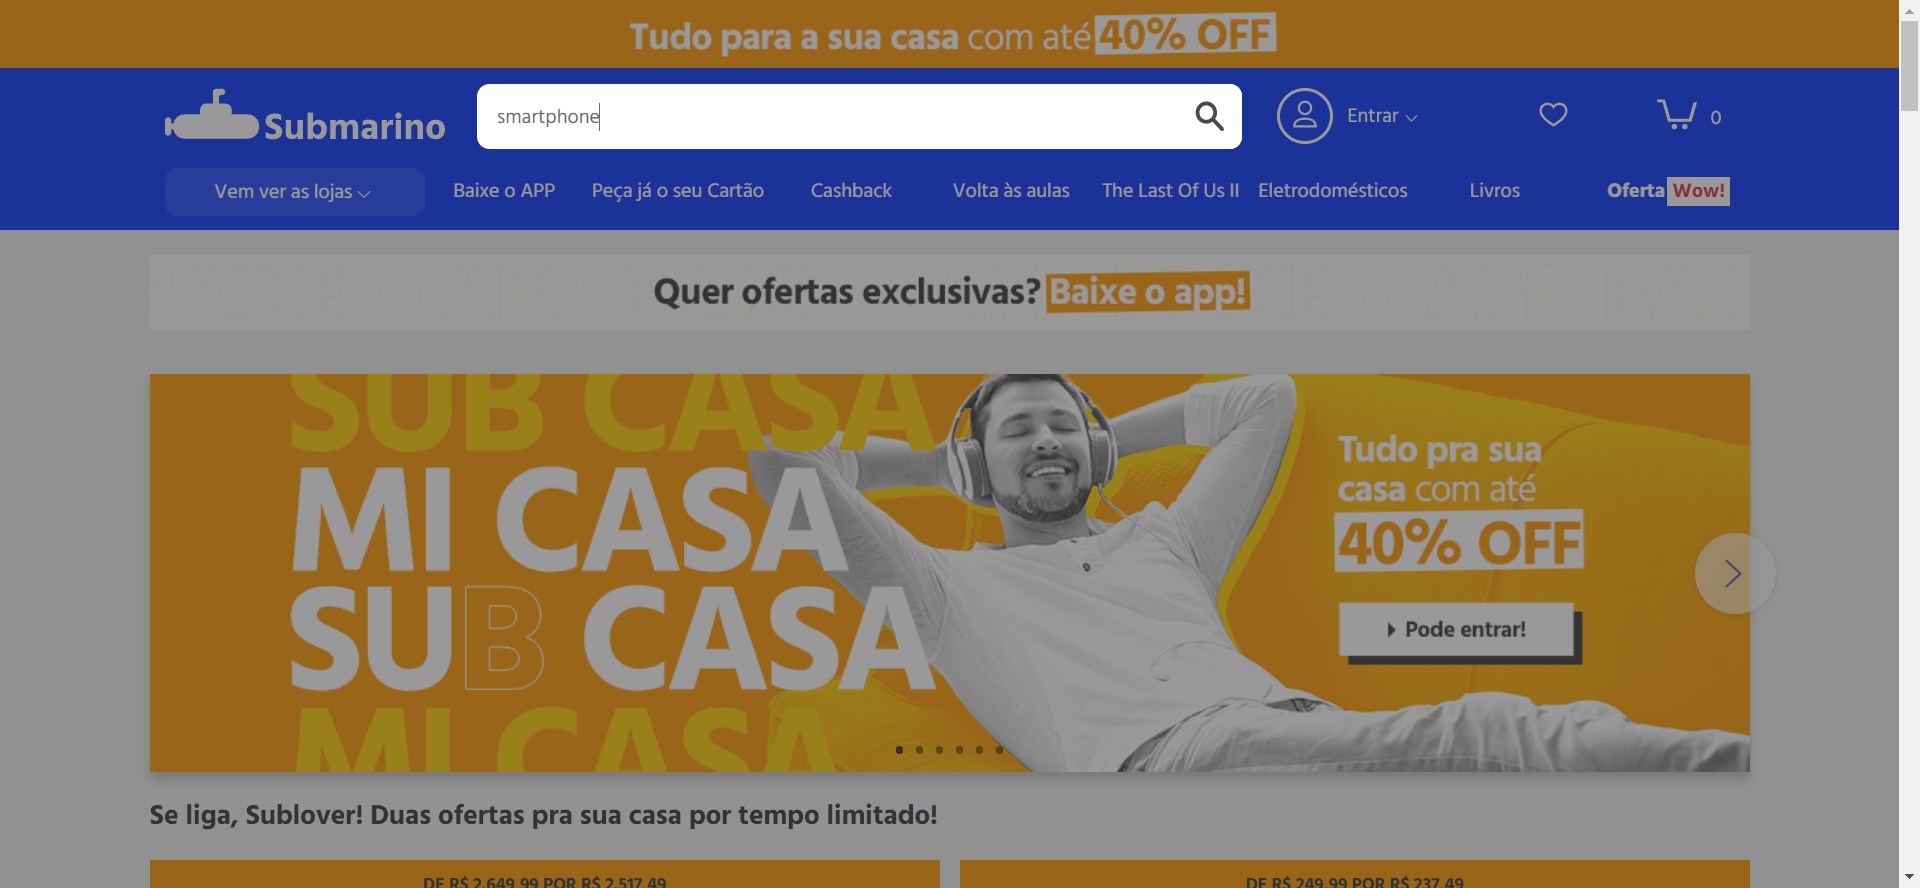 Tudo para a sua casa com até 40% OFF
Submarino
smartphone
Entrar
0
Vem ver as lojas
Baixe o APP
Peça já o seu Cartão
Cashback
Volta às aulas
The Last Of Us II
Eletrodomésticos
Livros
Oferta Wow!
BAIXE O APP
Quer ofertas exclusivas? Baixe o app!
SUB CASA
MI CASA
SUB CASA
MI CASA
Tudo pra sua
casa com até
40% OFF
Pode entrar!
Se liga, Sublover! Duas ofertas pra sua casa por tempo limitado!
DE R$ 2.649,99 POR R$ 2.517,49
DE R$ 249,99 POR R$ 237,49